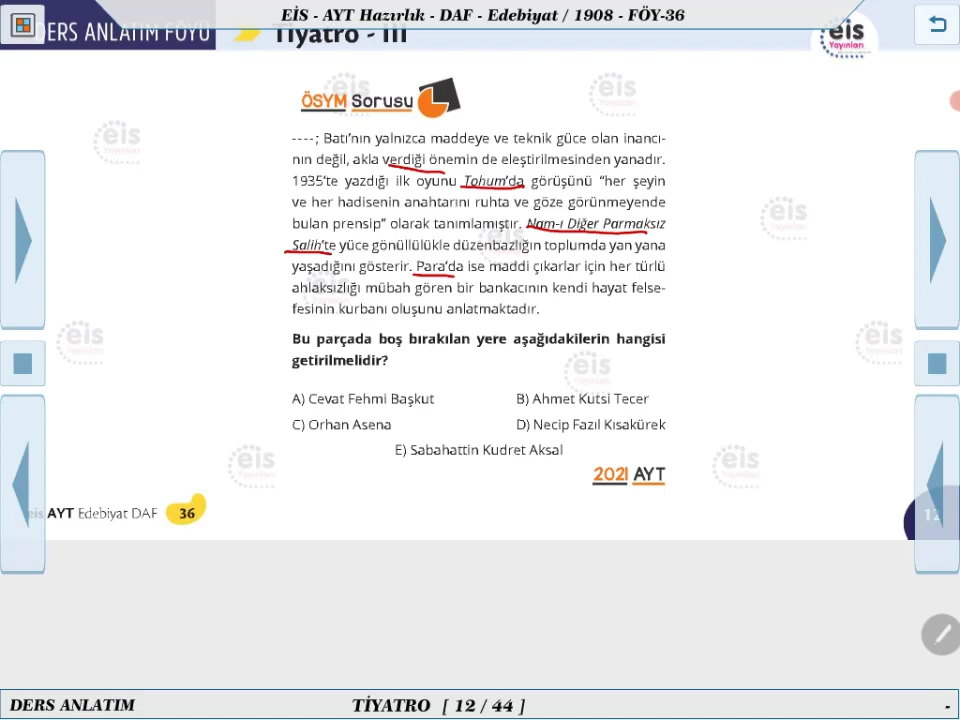 EİS - AYT Hazırlık - DAF - Edebiyat / 1908 - FÖY-36
DERS ANLATIM FÖYÜ
Tiyatro - III
eis
Yayınları
ÖSYM Sorusu
----; Batı’nın yalnızca maddeye ve teknik güce olan inancı-
nın değil, akla verdiği önemin de eleştirilmesinden yanadır.
1935’te yazdığı ilk oyunu Tohum’da görüşünü “her şeyin
ve her hadisenin anahtarını ruhta ve göze görünmeyende
bulan prensip” olarak tanımlamıştır. Nam-ı Diğer Parmaksız
Salih’te yüce gönüllülükle düzenbazlığın toplumda yan yana
yaşadığını gösterir. Para’da ise maddi çıkarlar için her türlü
ahlaksızlığı mübah gören bir bankacının kendi hayat felse-
fesinin kurbanı oluşunu anlatmaktadır.
Bu parçada boş bırakılan yere aşağıdakilerin hangisi
getirilmelidir?
A) Cevat Fehmi Başkut
B) Ahmet Kutsi Tecer
C) Orhan Asena
D) Necip Fazıl Kısakürek
E) Sabahattin Kudret Aksal
2021 AYT
eis AYT Edebiyat DAF 36
12
DERS ANLATIM
TİYATRO [ 12 / 44 ]
-